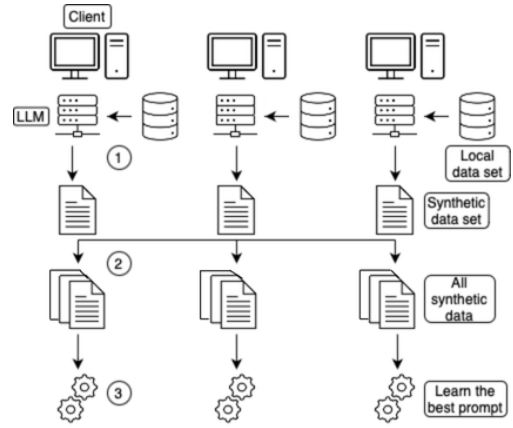 Client
LLM
1
Local
data set
Synthetic
data set
2
All
synthetic
data
3
Learn the
best prompt